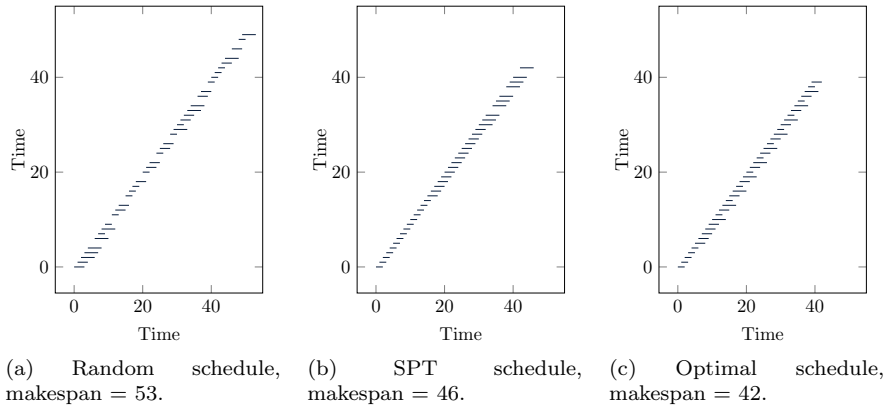 40
20
0
Time
0 20 40
Time
(a) Random schedule,
makespan = 53.
40
20
0
Time
0 20 40
Time
(b) SPT schedule,
makespan = 46.
40
20
0
Time
0 20 40
Time
(c) Optimal schedule,
makespan = 42.